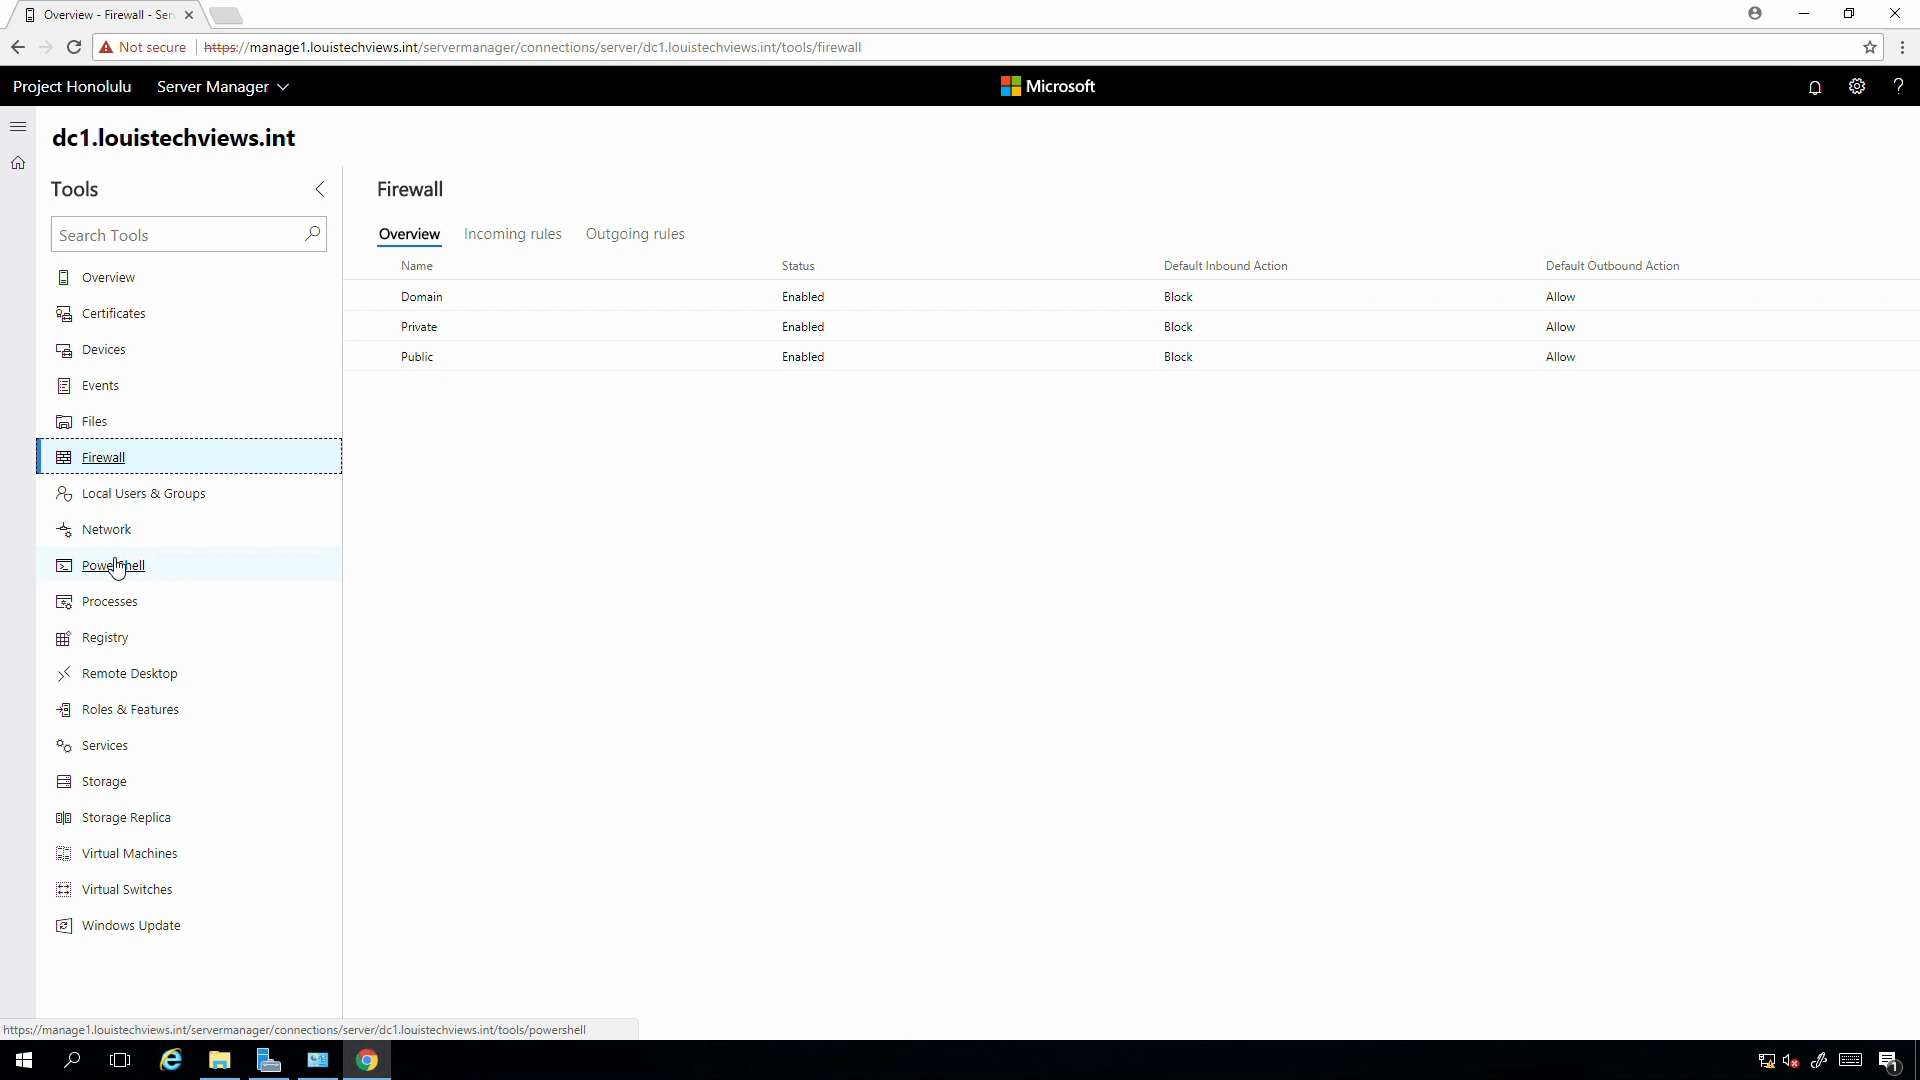 Overview - Firewall - Ser
Not secure https://manage1.louistechviews.int/servermanager/connections/server/dc1.louistechviews.int/tools/firewall
Project Honolulu Server Manager Microsoft ?
dc1.louistechviews.int
Tools
Search Tools
Overview
Certificates
Devices
Events
Files
Firewall
Local Users & Groups
Network
PowerShell
Processes
Registry
Remote Desktop
Roles & Features
Services
Storage
Storage Replica
Virtual Machines
Virtual Switches
Windows Update
Firewall
Overview Incoming rules Outgoing rules
Name Status Default Inbound Action Default Outbound Action
Domain Enabled Block Allow
Private Enabled Block Allow
Public Enabled Block Allow
https://manage1.louistechviews.int/servermanager/connections/server/dc1.louistechviews.int/tools/powershell
1